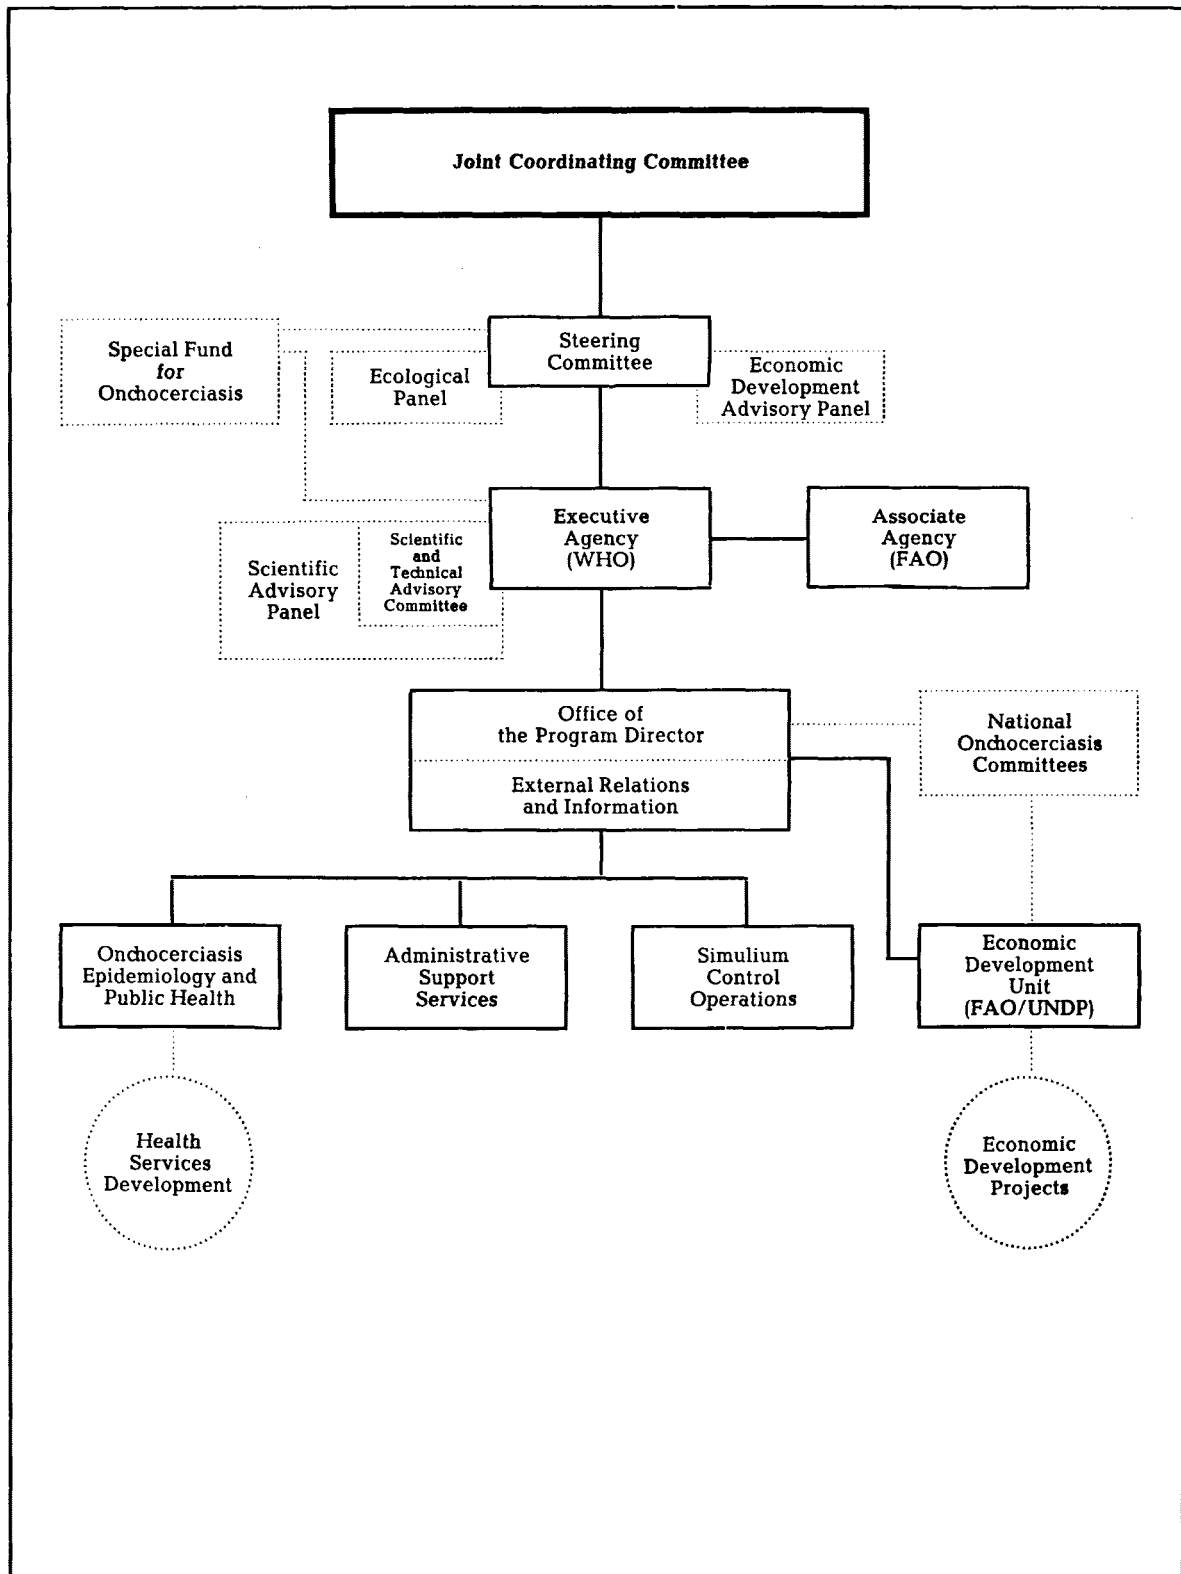 Joint Coordinating Committee
Steering
Committee
Special Fund
for
Onchocerciasis
Ecological
Panel
Economic
Development
Advisory Panel
Executive
Agency
(WHO)
Associate
Agency
(FAO)
Scientific
Advisory
Panel
Scientific
and
Technical
Advisory
Committee
Office of
the Program Director
External Relations
and Information
National
Onchocerciasis
Committees
Onchocerciasis
Epidemiology and
Public Health
Administrative
Support
Services
Simulium
Control
Operations
Economic
Development
Unit
(FAO/UNDP)
Health
Services
Development
Economic
Development
Projects